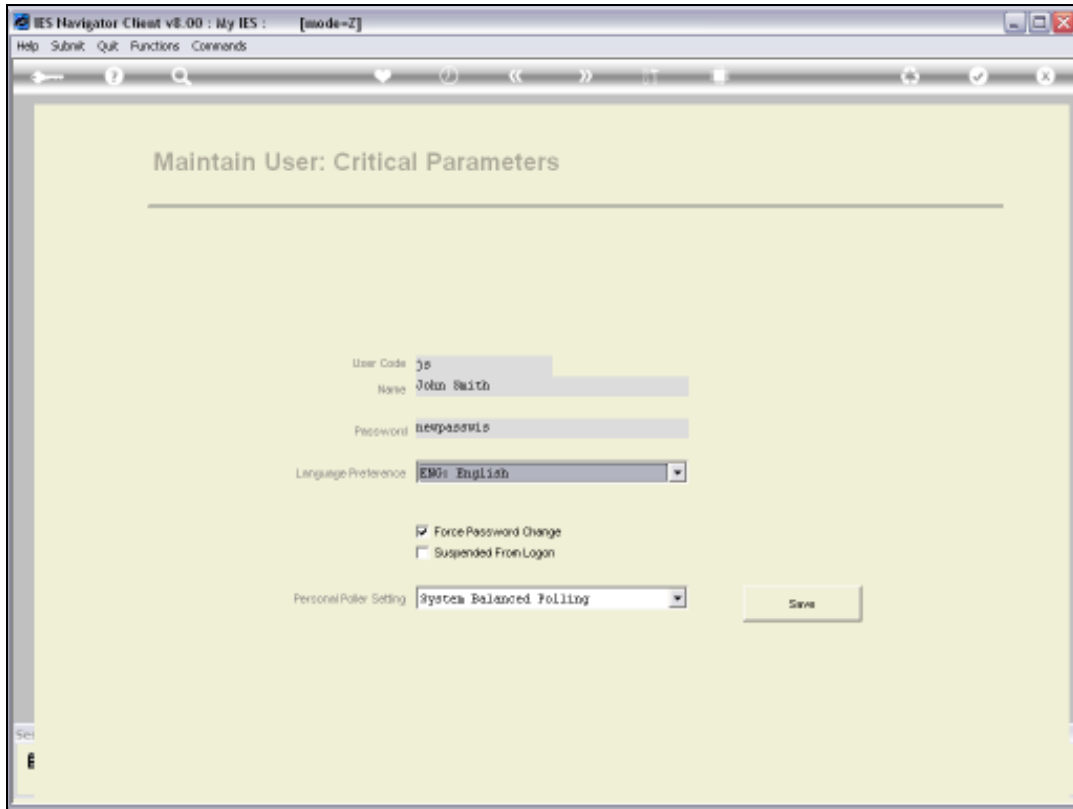 IES Navigator Client v8.00 : My IES : [mode=Z]
Help Submit Quit Functions Commands
Maintain User: Critical Parameters
User Code js
Name John Smith
Password newpasswis
Language Preference ENG: English
Force Password Change
Suspended From Logon
Personal Poller Setting System Balanced Polling
Save